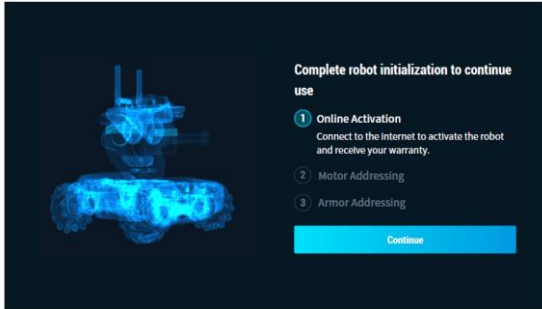 Complete robot initialization to continue
use
1 Online Activation
Connect to the Internet to activate the robot
and receive your warranty.
2 Motor Addressing
3 Armor Addressing
Continue